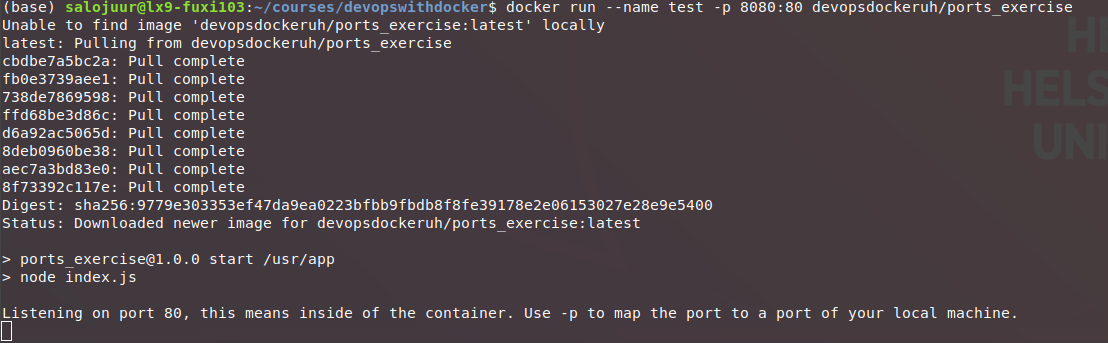 (base) salojuur@lx9-fuxi103:~/courses/devopswithdocker$ docker run --name test -p 8080:80 devopsdockeruh/ports_exercise
Unable to find image 'devopsdockeruh/ports_exercise:latest' locally
latest: Pulling from devopsdockeruh/ports_exercise
cbdbe7a5bc2a: Pull complete
fb0e3739aee1: Pull complete
738de7869598: Pull complete
ffd68be3d86c: Pull complete
d6a92ac5065d: Pull complete
8deb0960be38: Pull complete
aec7a3bd83e0: Pull complete
8f73392c117e: Pull complete
Digest: sha256:9779e303353ef47da9ea0223bfbb9fbdb8f8fe39178e2e06153027e28e9e5400
Status: Downloaded newer image for devopsdockeruh/ports_exercise:latest
> ports_exercise@1.0.0 start /usr/app
> node index.js
Listening on port 80, this means inside of the container. Use -p to map the port to a port of your local machine.